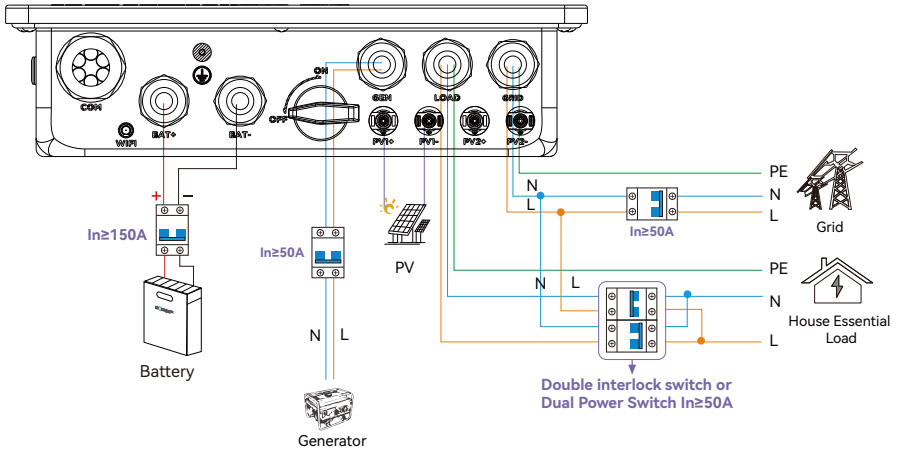 ON
OFF
COM
WIFI
BAT+
BAT-
GEN
LOAD
GRID
PV1+
PV1-
PV2+
PV2-
+
−
In≥150A
Battery
In≥50A
N
L
Generator
PV
N
L
In≥50A
PE
N
L
Grid
N
L
PE
N
L
House Essential
Load
Double interlock switch or
Dual Power Switch In≥50A